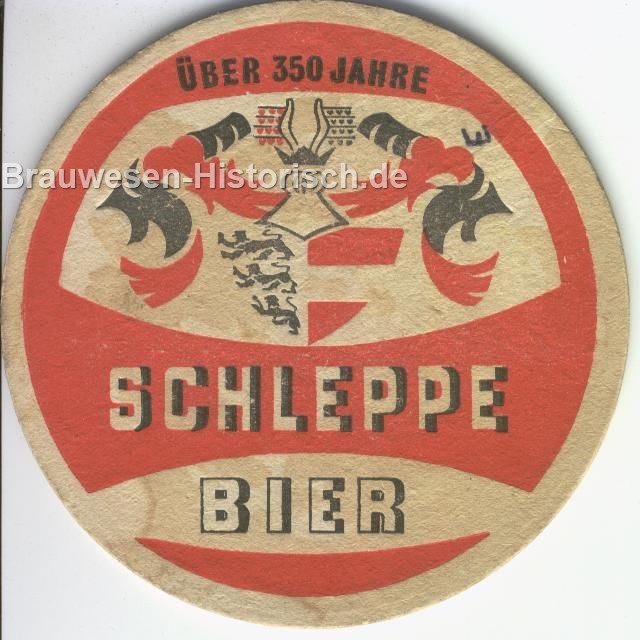 ÜBER 350 JAHRE
Brauwesen-Historisch.de
SCHLEPPE
BIER